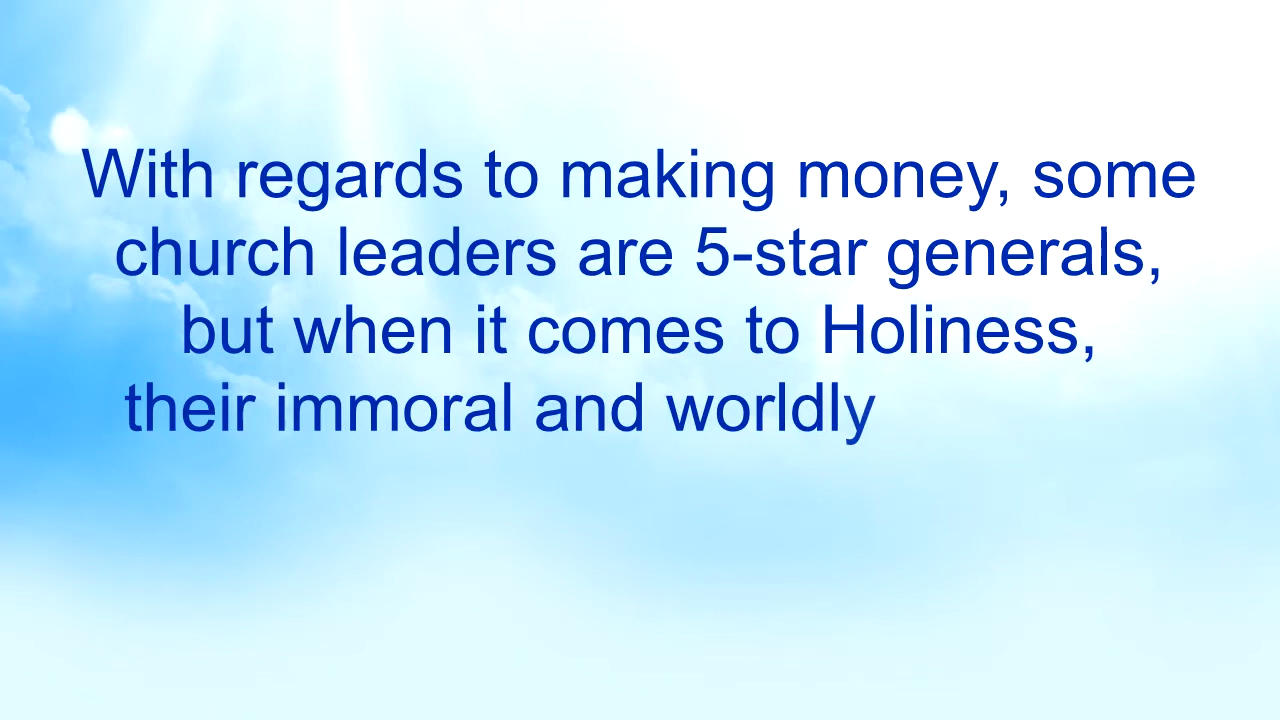 With regards to making money, some
church leaders are 5-star generals,
but when it comes to Holiness,
their immoral and worldly